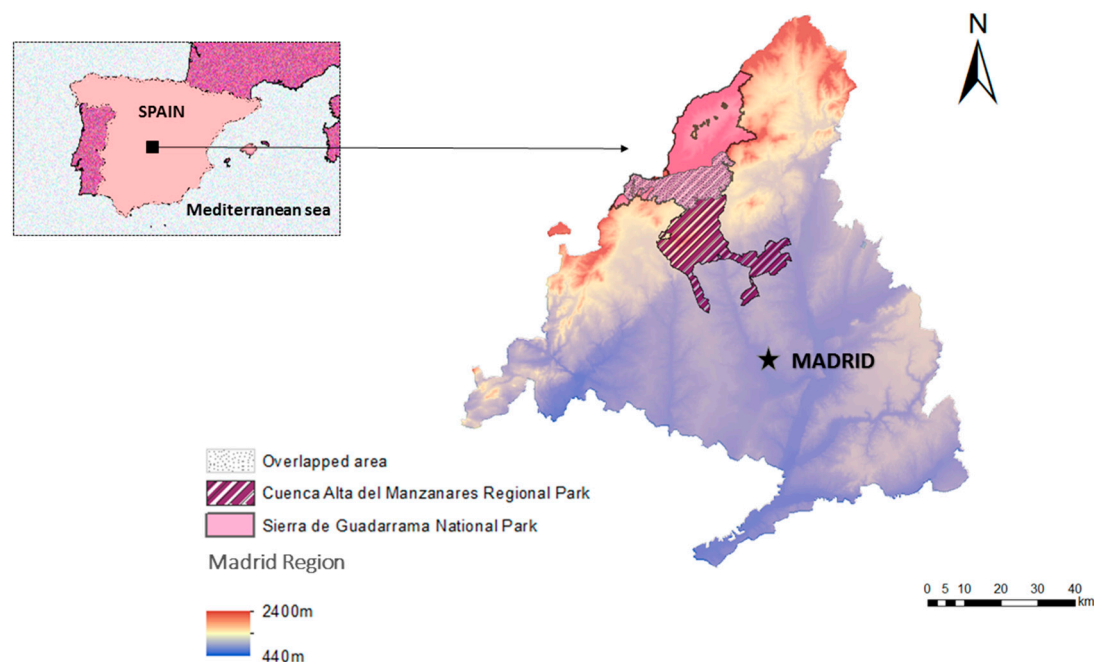 N
SPAIN
Mediterranean sea
MADRID
Overlapped area
Cuenca Alta del Manzanares Regional Park
Sierra de Guadarrama National Park
Madrid Region
2400m
440m
0 5 10 20 30 40
km